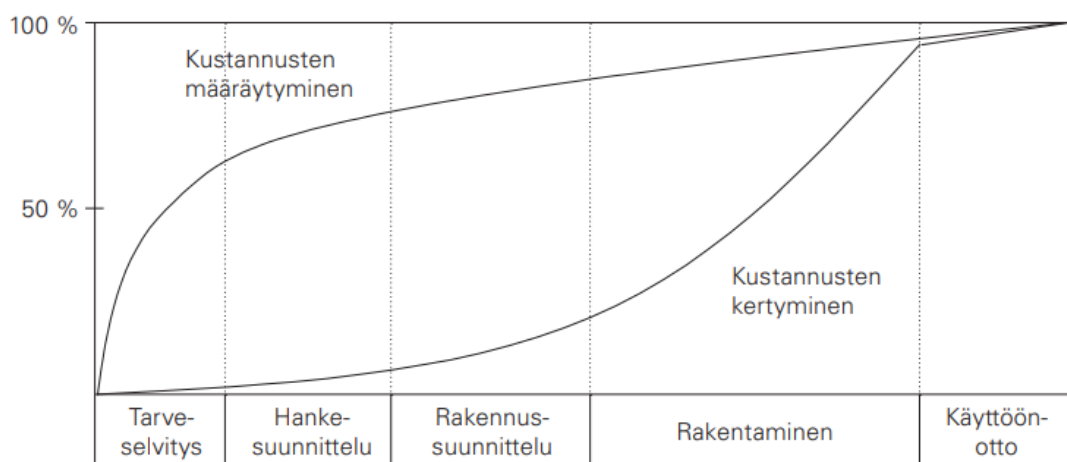 100 %
Kustannusten
määräytyminen
50 %
Kustannusten
kertyminen
Tarve-
selvitys
Hanke-
suunnittelu
Rakennus-
suunnittelu
Rakentaminen
Käyttöön-
otto